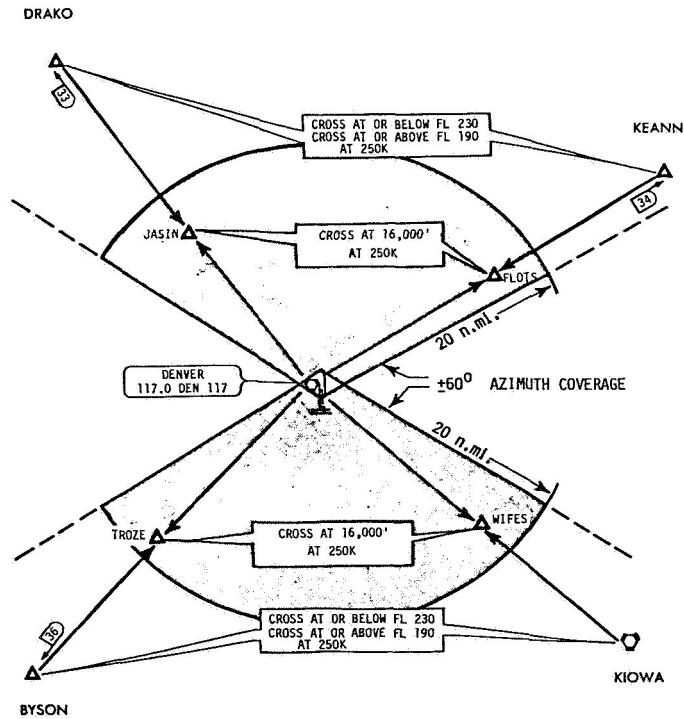 DRAKO
33
CROSS AT OR BELOW FL 230
CROSS AT OR ABOVE FL 190
AT 250K
KEANN
34
JASIN
CROSS AT 16,000'
AT 250K
FLOTS
20 n.mi.
DENVER
117.0 DEN 117
±60° AZIMUTH COVERAGE
20 n.mi.
TROZE
CROSS AT 16,000'
AT 250K
WIFES
36
CROSS AT OR BELOW FL 230
CROSS AT OR ABOVE FL 190
AT 250K
KIOWA
BYSON